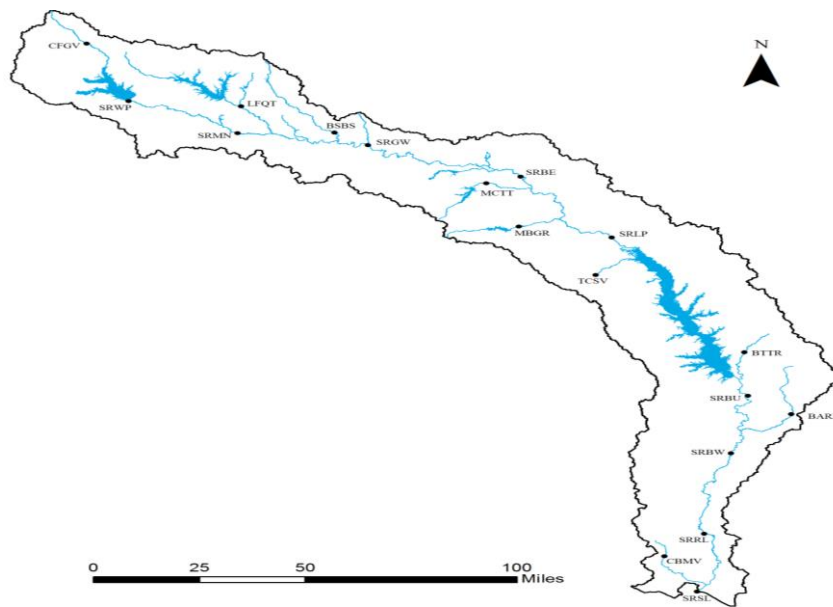 CFGV
N
SRWP
LFQT
SRMN
BSBS
SRGW
SRBE
MCTT
MBGR
SRLP
TCSV
BTTR
SRBU
BAR
SRBW
SRRL
CBMV
0 25 50 100
Miles
SRSL